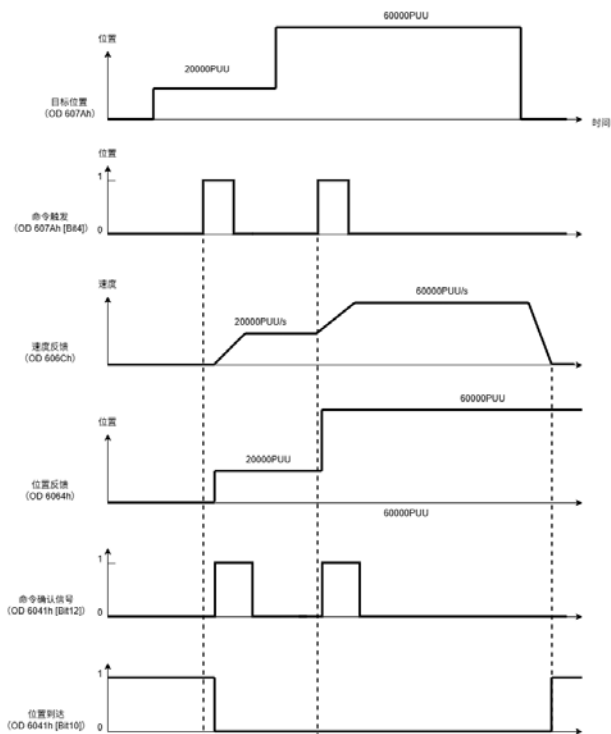 60000PUU
位置
20000PUU
目标位置
（OD 607Ah）
时间
位置
1
命令触发
（OD 607Ah [Bit4]）
0
速度
60000PUU/s
20000PUU/s
速度反馈
（OD 606Ch）
60000PUU
位置
20000PUU
位置反馈
（OD 6064h）
60000PUU
1
命令确认信号
（OD 6041h [Bit12]）
0
1
位置到达
（OD 6041h [Bit10]）
0